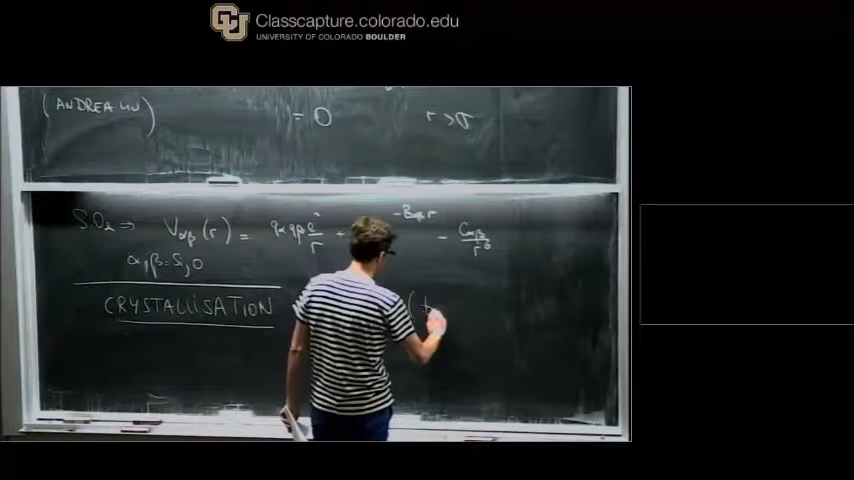 Classcapture.colorado.edu
UNIVERSITY OF COLORADO BOULDER
(ANDREA LIU) = 0 r > σ
SiO₂ ⇒ V_αβ(r) = q_α q_β e²/r + -B_αβ r - C_αβ/r⁶
α, β = Si, O
CRYSTALLISATION (